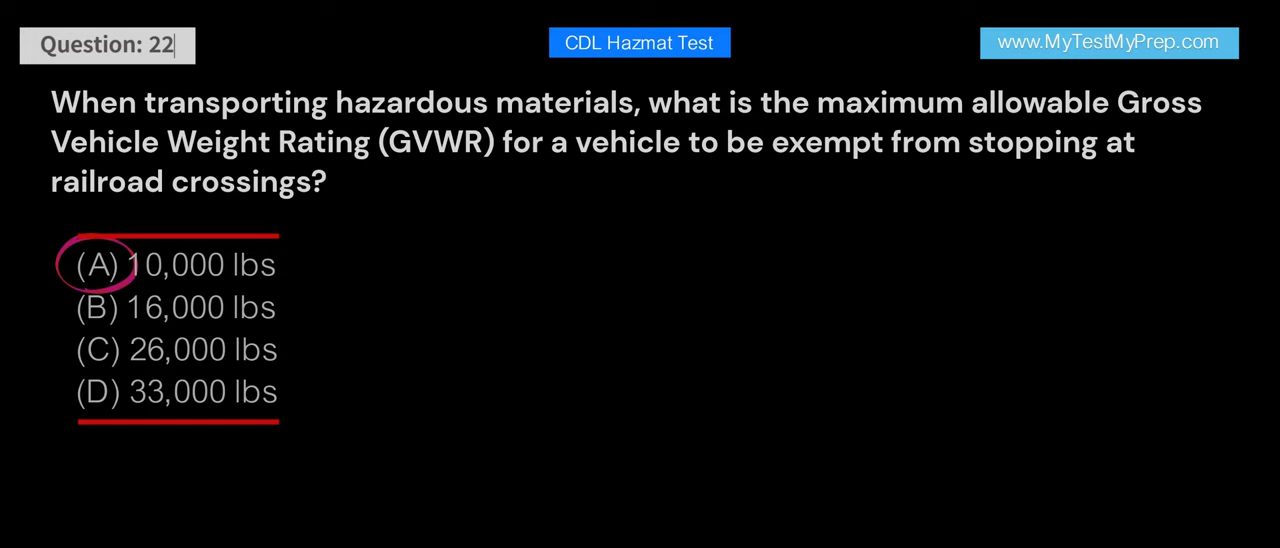 Question: 22
CDL Hazmat Test
www.MyTestMyPrep.com
When transporting hazardous materials, what is the maximum allowable Gross
Vehicle Weight Rating (GVWR) for a vehicle to be exempt from stopping at
railroad crossings?
(A) 10,000 lbs
(B) 16,000 lbs
(C) 26,000 lbs
(D) 33,000 lbs